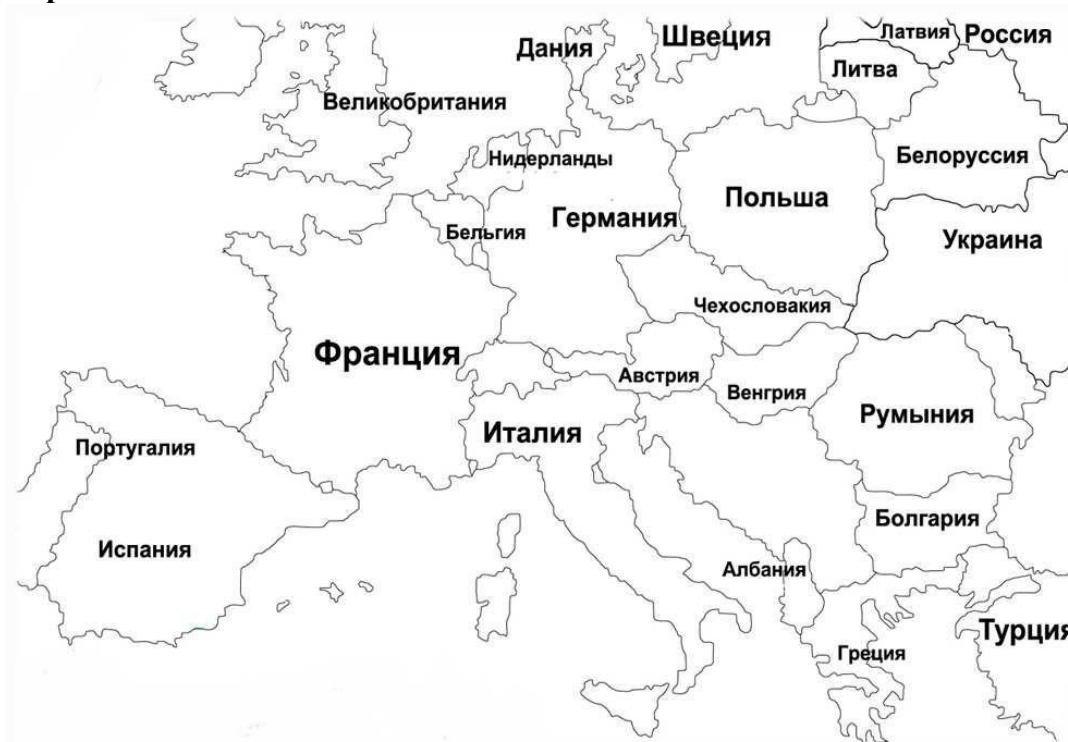 Дания
Швеция
Латвия
Россия
Литва
Великобритания
Нидерланды
Белоруссия
Польша
Германия
Бельгия
Украина
Чехословакия
Франция
Австрия
Венгрия
Румыния
Италия
Португалия
Болгария
Испания
Албания
Турция
Греция